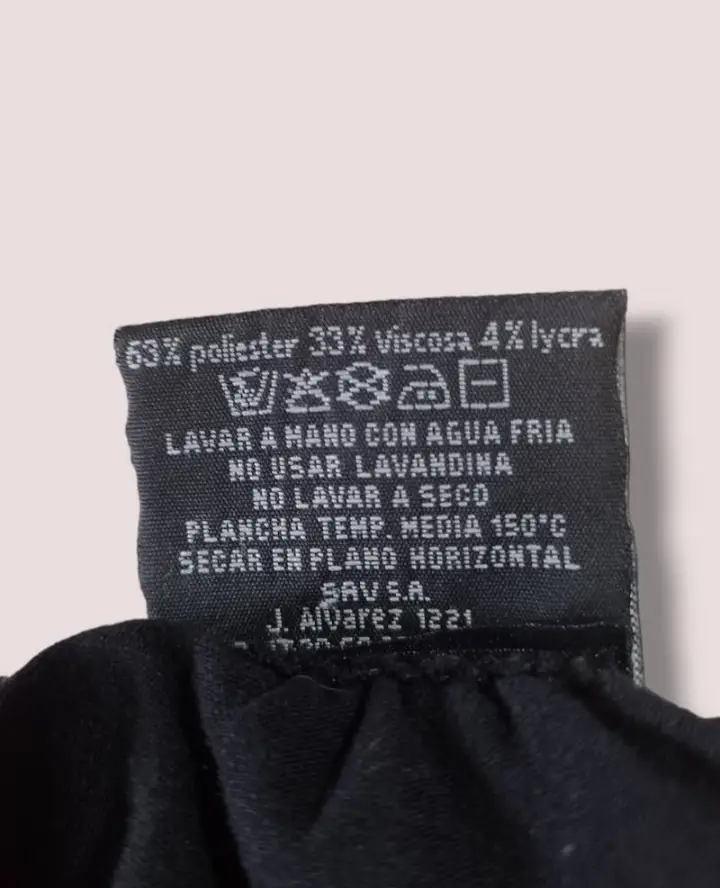 63% poliester 33% viscosa 4% lycra
LAVAR A MANO CON AGUA FRIA
NO USAR LAVANDINA
NO LAVAR A SECO
PLANCHA TEMP. MEDIA 150°C
SECAR EN PLANO HORIZONTAL
SAV S.A.
J. Alvarez 1221